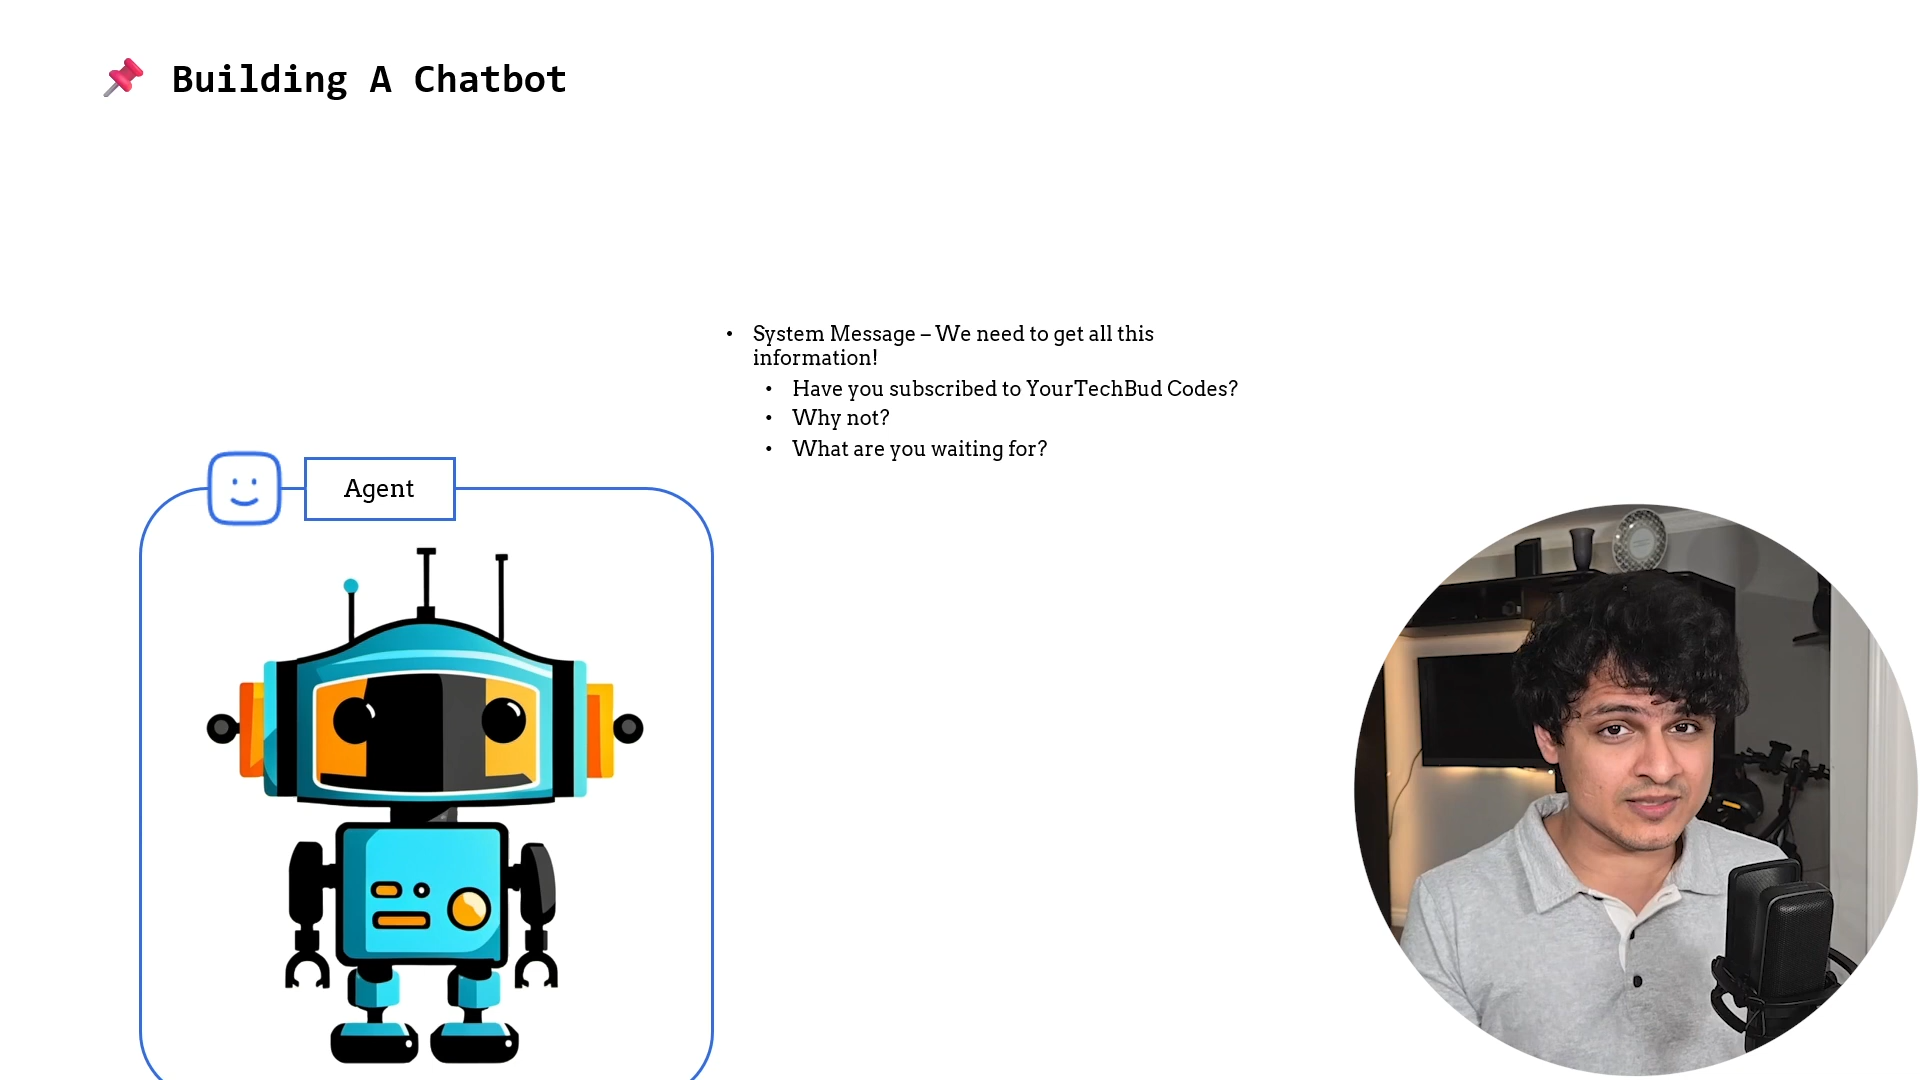 Building A Chatbot
• System Message – We need to get all this
information!
• Have you subscribed to YourTechBud Codes?
• Why not?
• What are you waiting for?
Agent